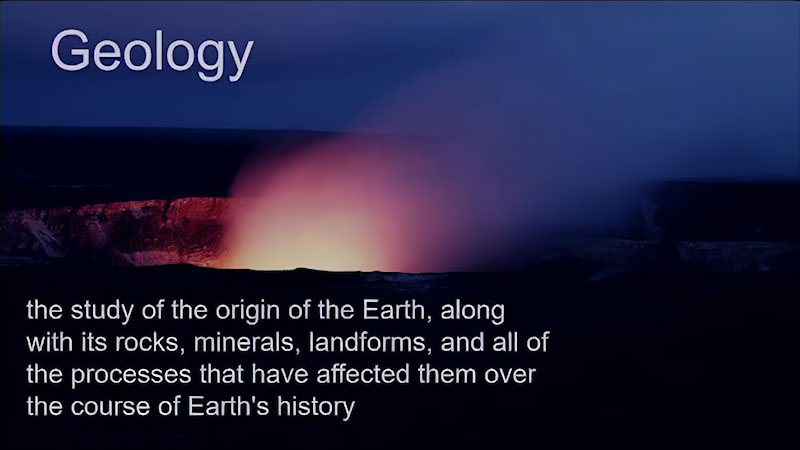 Geology
the study of the origin of the Earth, along
with its rocks, minerals, landforms, and all of
the processes that have affected them over
the course of Earth's history